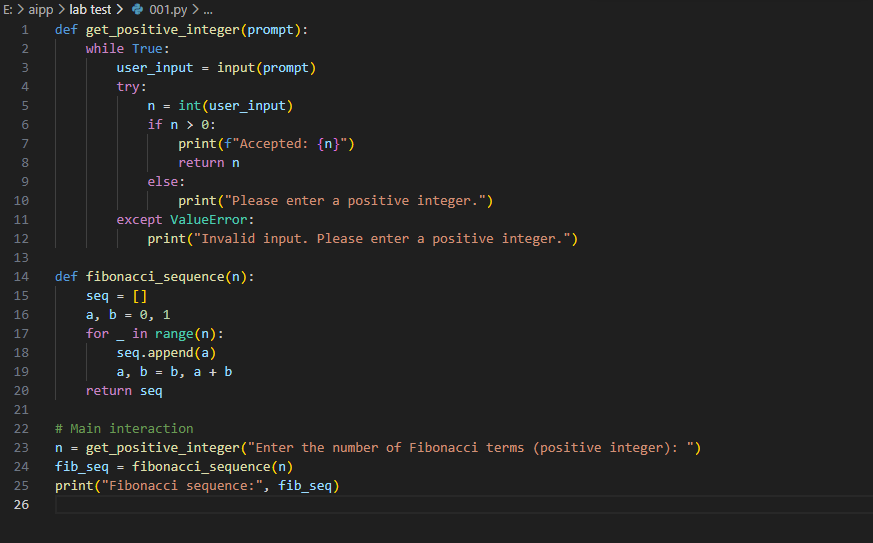 E: > aipp > lab test > 001.py > ...
1 def get_positive_integer(prompt):
2     while True:
3         user_input = input(prompt)
4         try:
5             n = int(user_input)
6             if n > 0:
7                 print(f"Accepted: {n}")
8                 return n
9             else:
10                 print("Please enter a positive integer.")
11         except ValueError:
12             print("Invalid input. Please enter a positive integer.")
13
14 def fibonacci_sequence(n):
15     seq = []
16     a, b = 0, 1
17     for _ in range(n):
18         seq.append(a)
19         a, b = b, a + b
20     return seq
21
22 # Main interaction
23 n = get_positive_integer("Enter the number of Fibonacci terms (positive integer): ")
24 fib_seq = fibonacci_sequence(n)
25 print("Fibonacci sequence:", fib_seq)
26